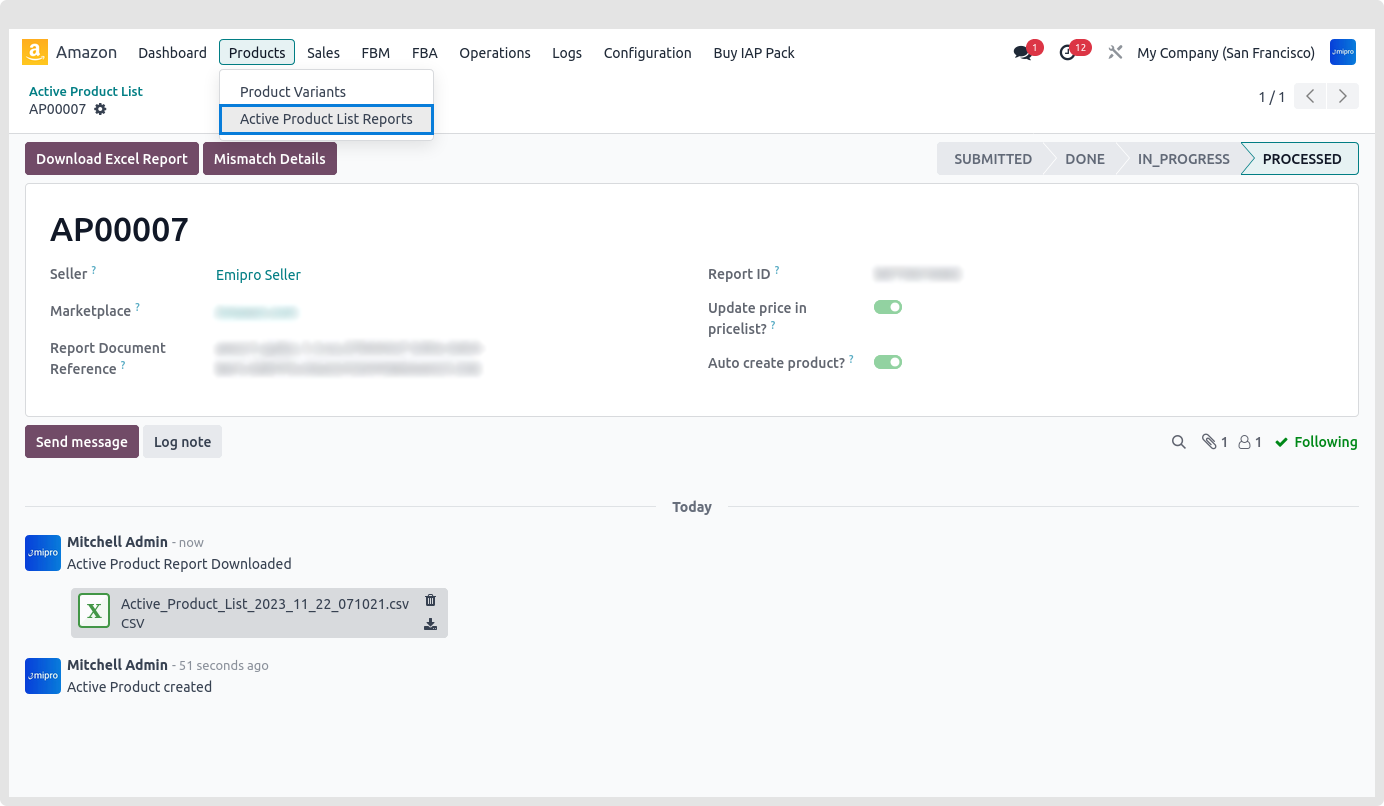 Amazon Dashboard Products Sales FBM FBA Operations Logs Configuration Buy IAP Pack 1 12 My Company (San Francisco)
Product Variants
Active Product List Reports
Active Product List
AP00007
1 / 1
Download Excel Report Mismatch Details SUBMITTED DONE IN_PROGRESS PROCESSED
AP00007
Seller ? Emipro Seller
Marketplace ?
Report Document
Reference ?
Report ID ?
Update price in
pricelist? ?
Auto create product? ?
Send message Log note 1 1 Following
Today
Mitchell Admin - now
Active Product Report Downloaded
X Active_Product_List_2023_11_22_071021.csv
CSV
Mitchell Admin - 51 seconds ago
Active Product created